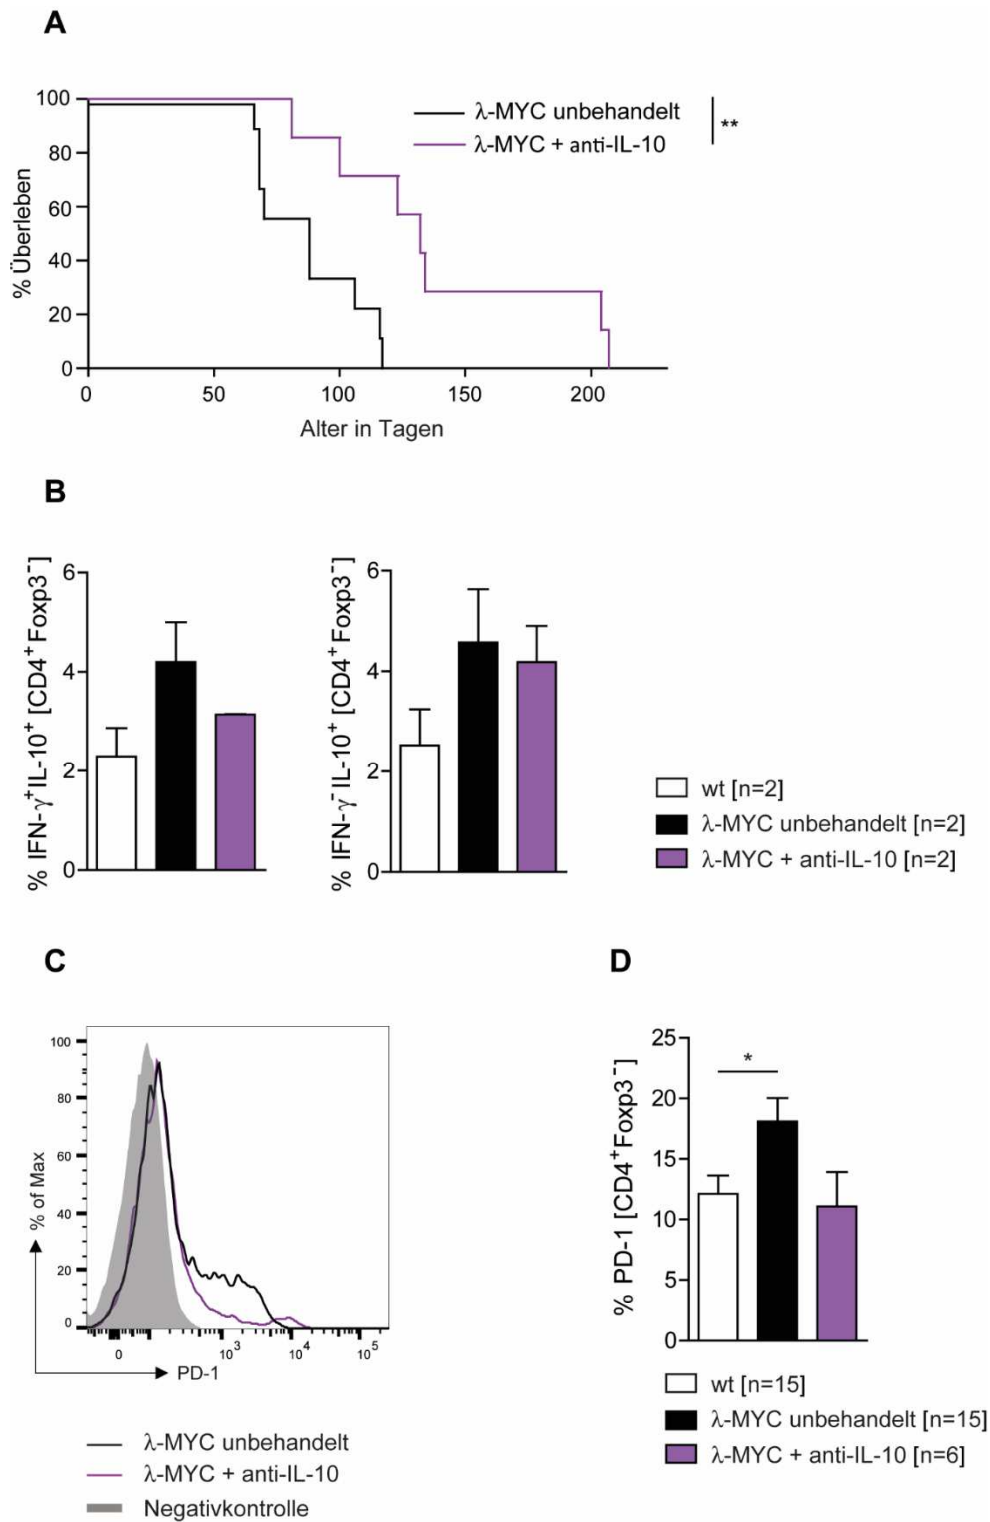 A
100
80
60
40
20
0
% Überleben
0 50 100 150 200
Alter in Tagen
λ-MYC unbehandelt
λ-MYC + anti-IL-10
**
B
6
4
2
0
% IFN-γ⁺IL-10⁺ [CD4⁺Foxp3⁻]
6
4
2
0
% IFN-γ⁻IL-10⁺ [CD4⁺Foxp3⁻]
wt [n=2]
λ-MYC unbehandelt [n=2]
λ-MYC + anti-IL-10 [n=2]
C
100
80
60
40
20
0
% of Max
0 10³ 10⁴ 10⁵
PD-1
λ-MYC unbehandelt
λ-MYC + anti-IL-10
Negativkontrolle
D
25
20
15
10
5
0
% PD-1 [CD4⁺Foxp3⁻]
*
wt [n=15]
λ-MYC unbehandelt [n=15]
λ-MYC + anti-IL-10 [n=6]